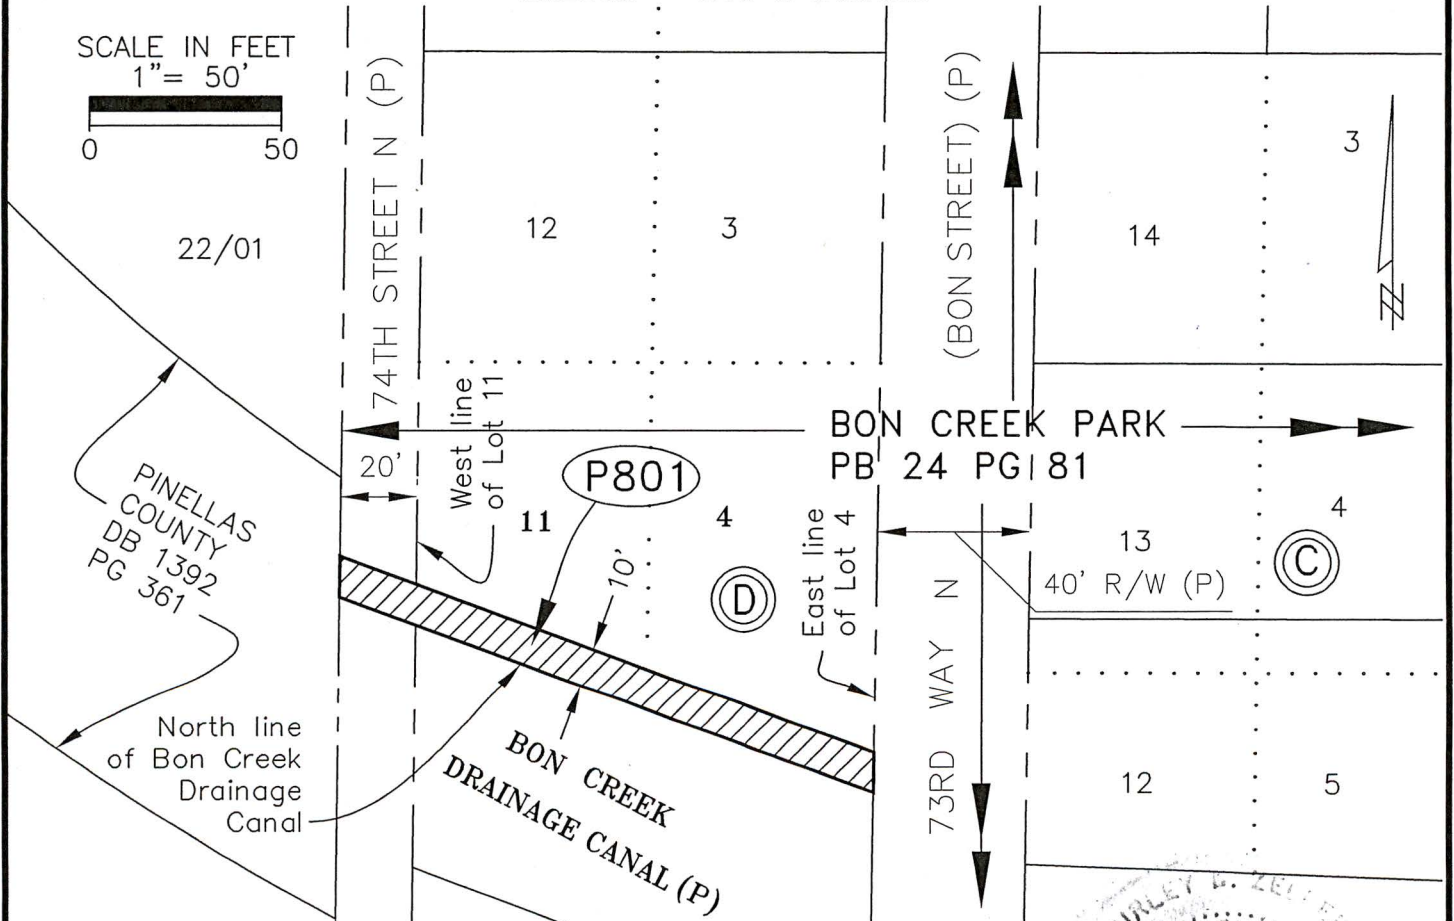 SCALE IN FEET
1"= 50'
0 50
22/01
74TH STREET N (P)
12
3
(BON STREET) (P)
14
3
N
West line
of Lot 11
20'
P801
BON CREEK PARK
PB 24 PG 81
11
4
10'
D
East line
of Lot 4
13
4
C
40' R/W (P)
PINELLAS
COUNTY
DB 1392
PG 361
North line
of Bon Creek
Drainage
Canal
BON CREEK
DRAINAGE CANAL (P)
73RD WAY N
12
5